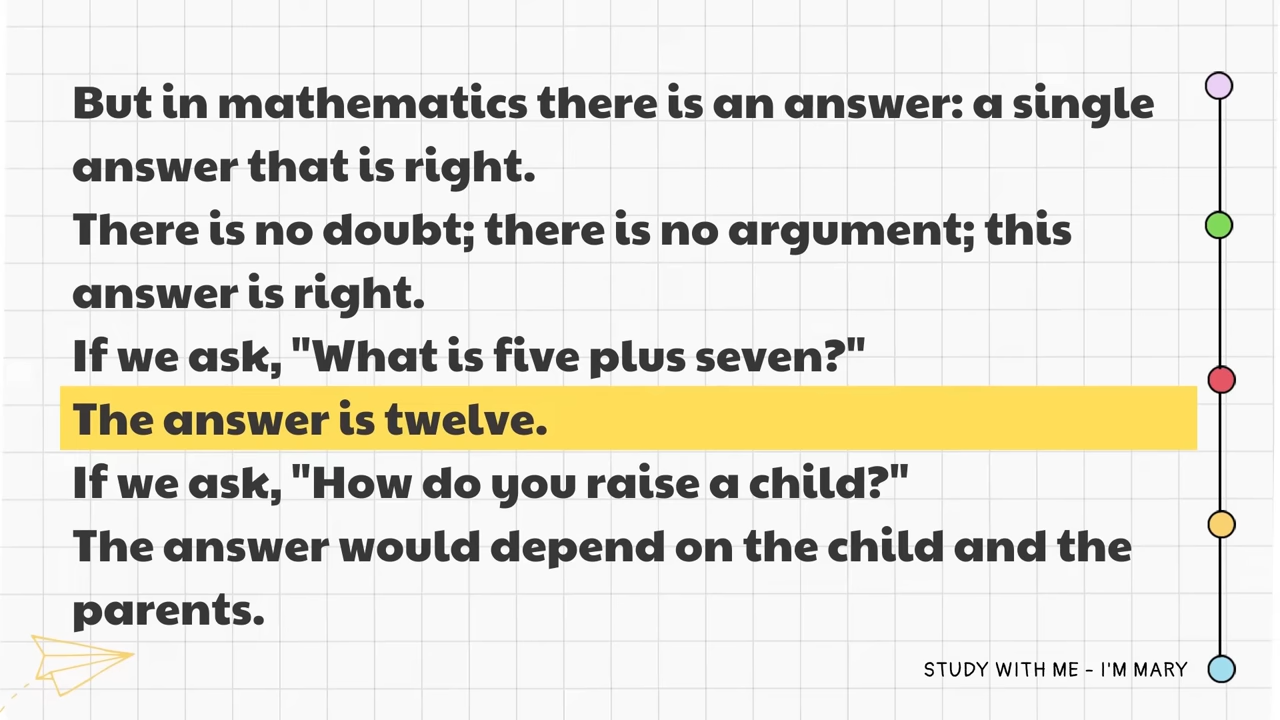 But in mathematics there is an answer: a single
answer that is right.
There is no doubt; there is no argument; this
answer is right.
If we ask, "What is five plus seven?"
The answer is twelve.
If we ask, "How do you raise a child?"
The answer would depend on the child and the
parents.
STUDY WITH ME - I'M MARY